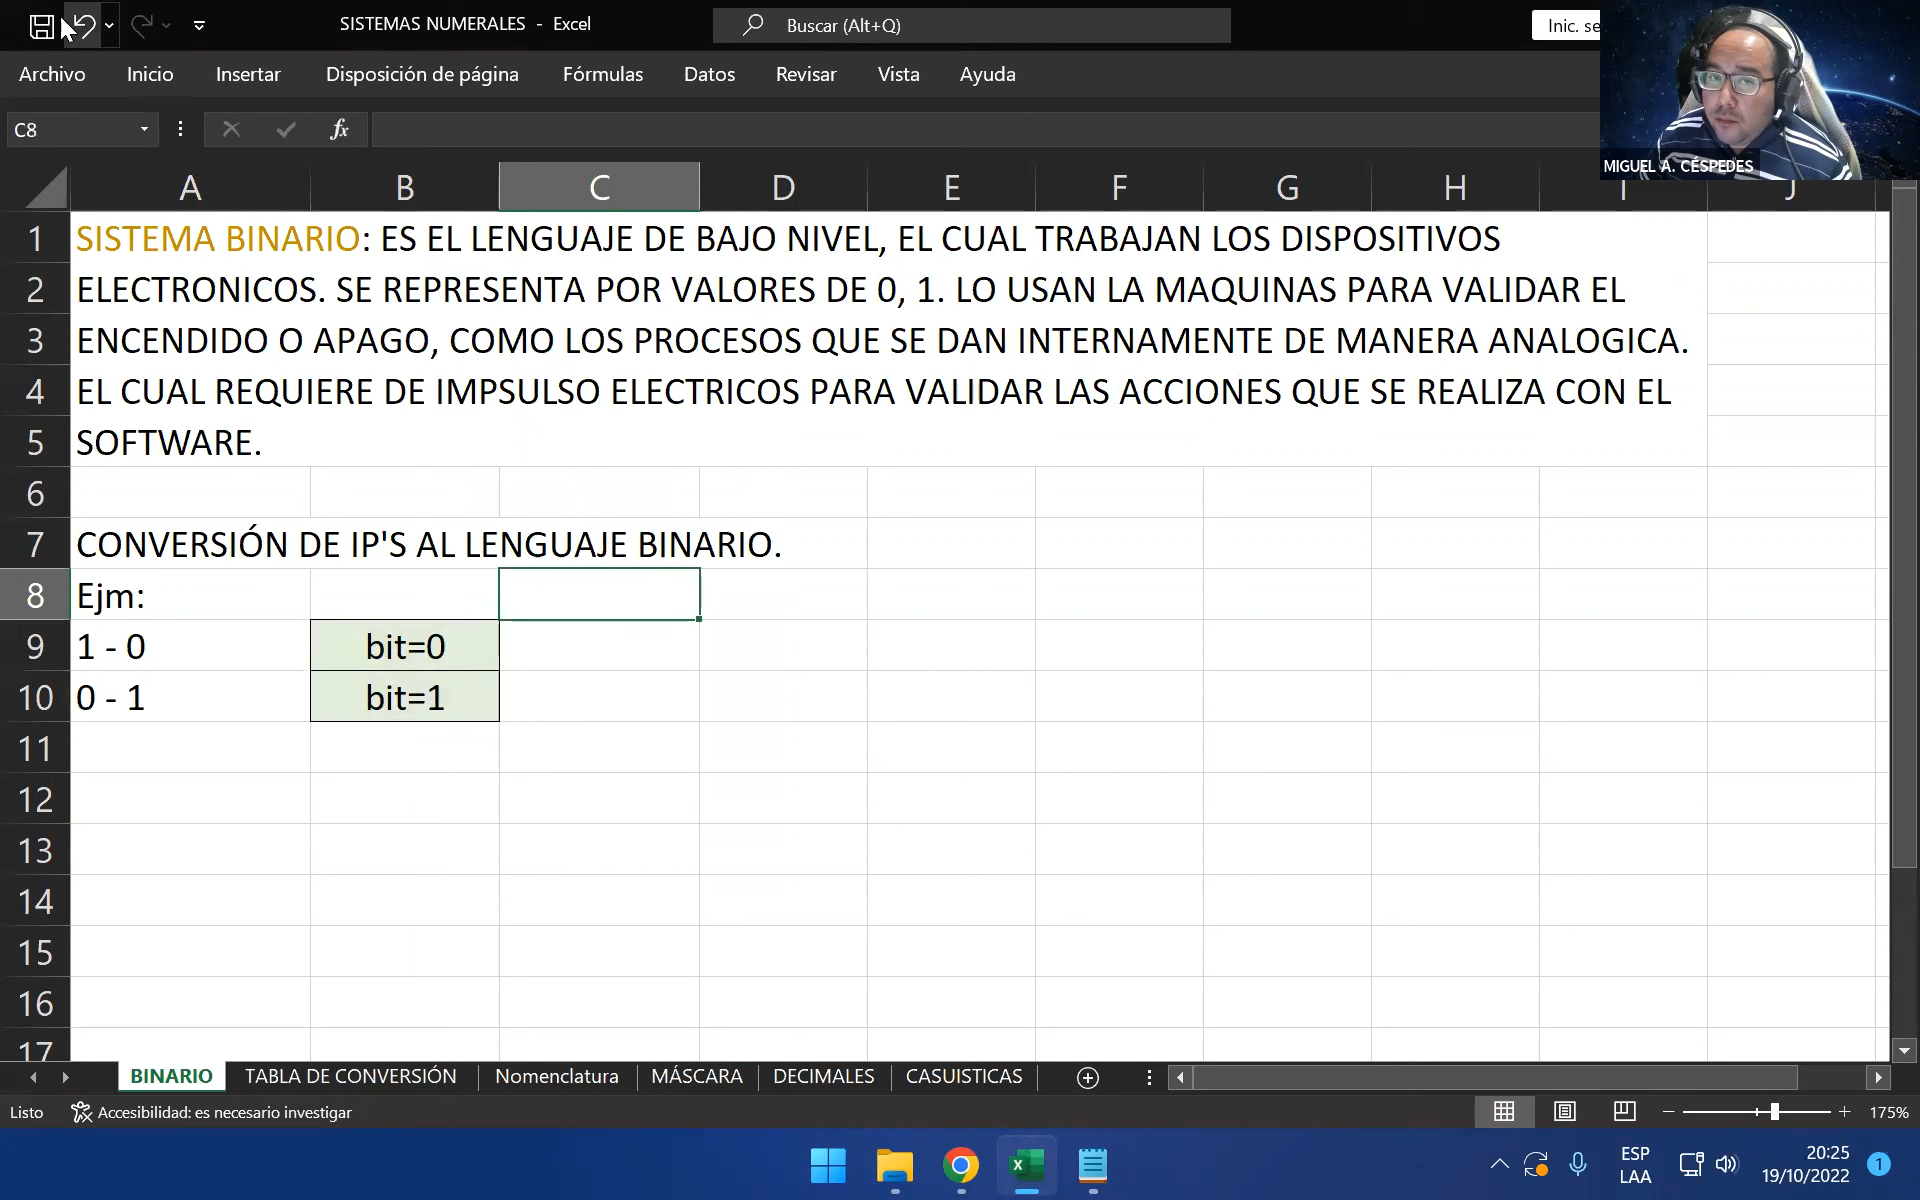 SISTEMAS NUMERALES - Excel
Buscar (Alt+Q)
Inic. se
Archivo Inicio Insertar Disposición de página Fórmulas Datos Revisar Vista Ayuda
C8 fx
MIGUEL A. CÉSPEDES
A B C D E F G H I J
1 SISTEMA BINARIO: ES EL LENGUAJE DE BAJO NIVEL, EL CUAL TRABAJAN LOS DISPOSITIVOS
2 ELECTRONICOS. SE REPRESENTA POR VALORES DE 0, 1. LO USAN LA MAQUINAS PARA VALIDAR EL
3 ENCENDIDO O APAGO, COMO LOS PROCESOS QUE SE DAN INTERNAMENTE DE MANERA ANALOGICA.
4 EL CUAL REQUIERE DE IMPSULSO ELECTRICOS PARA VALIDAR LAS ACCIONES QUE SE REALIZA CON EL
5 SOFTWARE.
6
7 CONVERSIÓN DE IP'S AL LENGUAJE BINARIO.
8 Ejm:
9 1 - 0 bit=0
10 0 - 1 bit=1
11
12
13
14
15
16
17
BINARIO TABLA DE CONVERSIÓN Nomenclatura MÁSCARA DECIMALES CASUISTICAS
Listo Accesibilidad: es necesario investigar 175%
ESP 20:25
LAA 19/10/2022 1